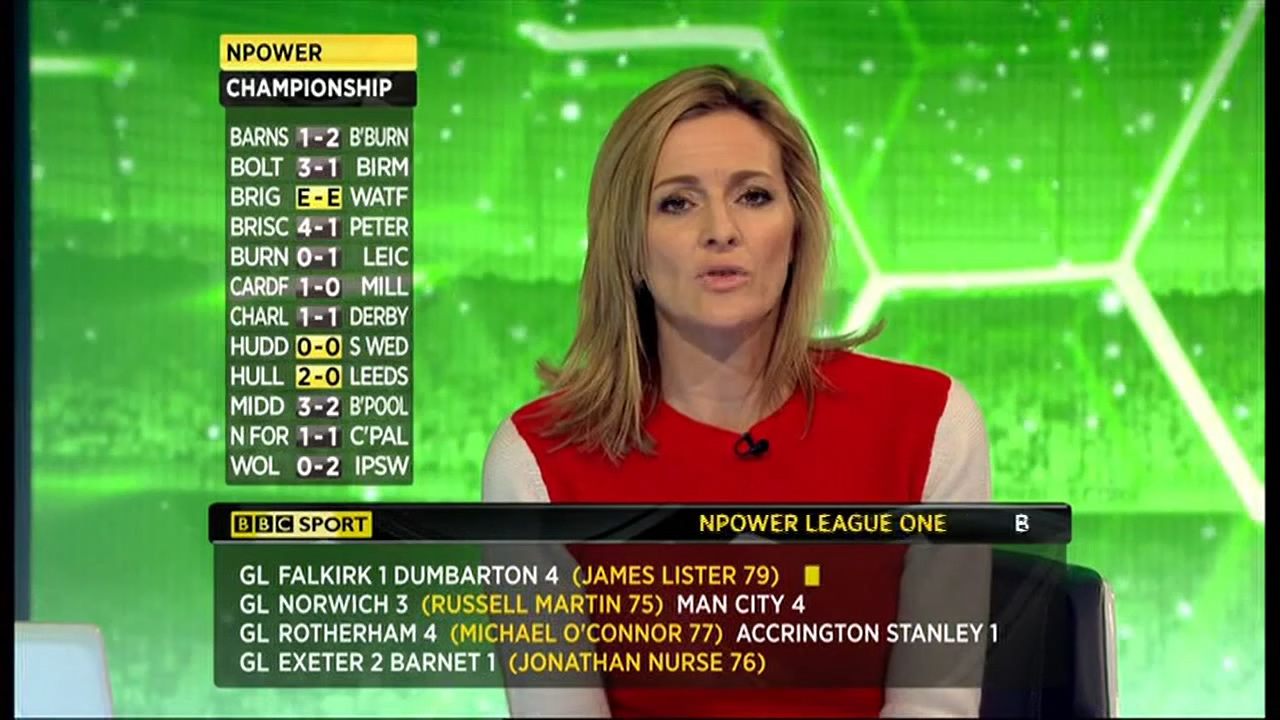 NPOWER
CHAMPIONSHIP
BARNS 1-2 B'BURN
BOLT 3-1 BIRM
BRIG E-E WATF
BRISC 4-1 PETER
BURN 0-1 LEIC
CARDF 1-0 MILL
CHARL 1-1 DERBY
HUDD 0-0 S WED
HULL 2-0 LEEDS
MIDD 3-2 B'POOL
N FOR 1-1 C'PAL
WOL 0-2 IPSW
BBC SPORT NPOWER LEAGUE ONE B
GL FALKIRK 1 DUMBARTON 4 (JAMES LISTER 79)
GL NORWICH 3 (RUSSELL MARTIN 75) MAN CITY 4
GL ROTHERHAM 4 (MICHAEL O'CONNOR 77) ACCRINGTON STANLEY 1
GL EXETER 2 BARNET 1 (JONATHAN NURSE 76)